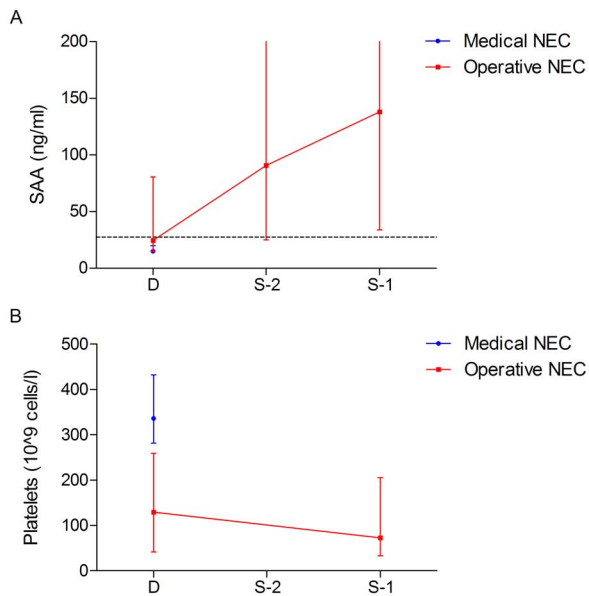 A
200
150
100
50
0
SAA (ng/ml)
D
S-2
S-1
Medical NEC
Operative NEC
B
500
400
300
200
100
0
Platelets (10^9 cells/l)
D
S-2
S-1
Medical NEC
Operative NEC